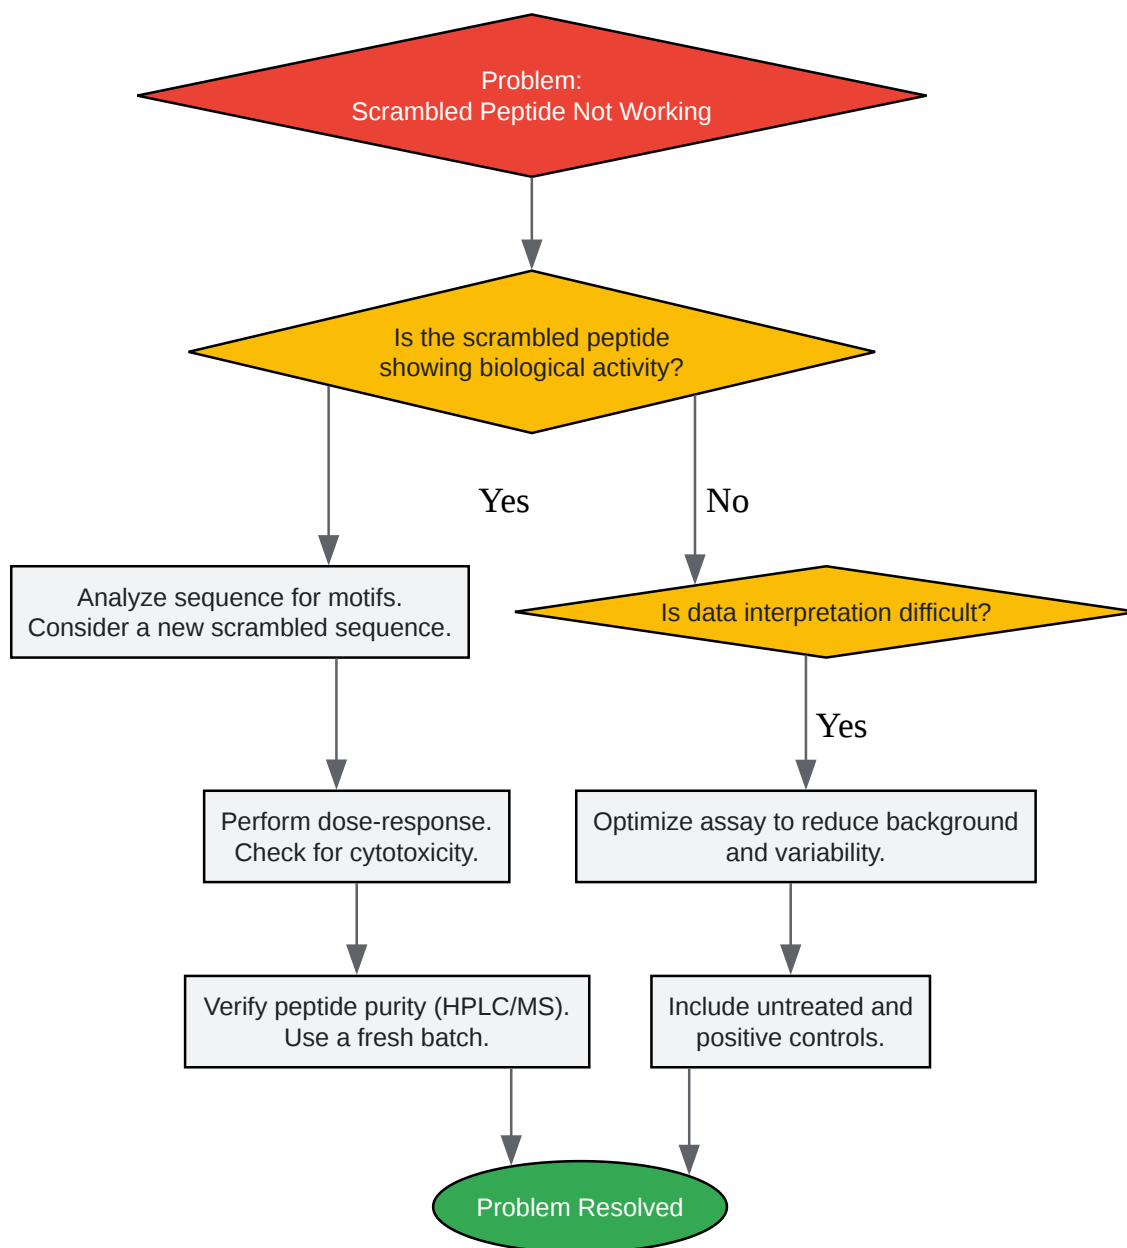 Problem:
Scrambled Peptide Not Working
Is the scrambled peptide
showing biological activity?
Yes
No
Analyze sequence for motifs.
Consider a new scrambled sequence.
Is data interpretation difficult?
Yes
Perform dose-response.
Check for cytotoxicity.
Optimize assay to reduce background
and variability.
Verify peptide purity (HPLC/MS).
Use a fresh batch.
Include untreated and
positive controls.
Problem Resolved